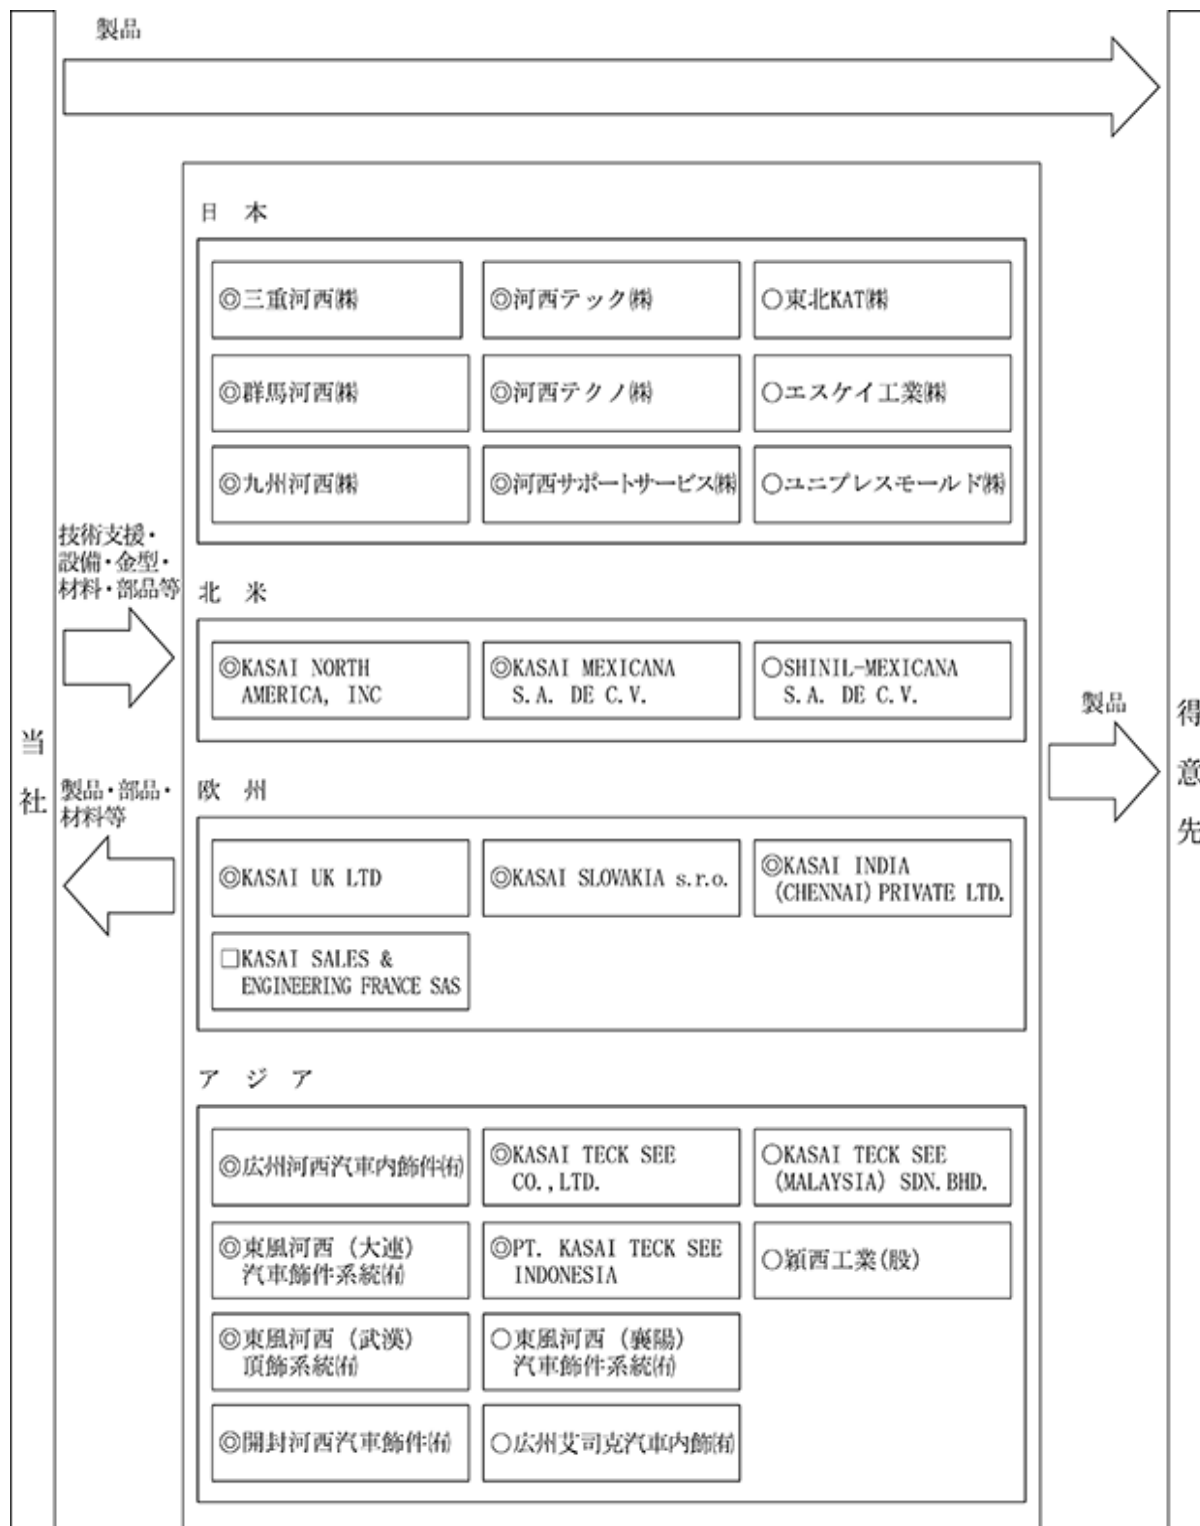 製品
日 本
◎三重河西㈱
◎河西テック㈱
○東北KAT㈱
◎群馬河西㈱
◎河西テクノ㈱
○エスケイ工業㈱
◎九州河西㈱
◎河西サポートサービス㈱
○ユニプレスモールド㈱
技術支援・
設備・金型・
材料・部品等
北 米
◎KASAI NORTH
AMERICA, INC
◎KASAI MEXICANA
S.A. DE C.V.
○SHINIL-MEXICANA
S.A. DE C.V.
製品
当社
得意先
製品・部品・
材料等
欧 州
◎KASAI UK LTD
◎KASAI SLOVAKIA s.r.o.
◎KASAI INDIA
(CHENNAI) PRIVATE LTD.
□KASAI SALES &
ENGINEERING FRANCE SAS
ア ジ ア
◎広州河西汽車内飾件㈲
◎KASAI TECK SEE
CO.,LTD.
○KASAI TECK SEE
(MALAYSIA) SDN.BHD.
◎東風河西（大連）
汽車飾件系統㈲
◎PT. KASAI TECK SEE
INDONESIA
○穎西工業(股)
◎東風河西（武漢）
頂飾系統㈲
○東風河西（襄陽）
汽車飾件系統㈲
◎開封河西汽車飾件㈲
○広州艾司克汽車内飾㈲